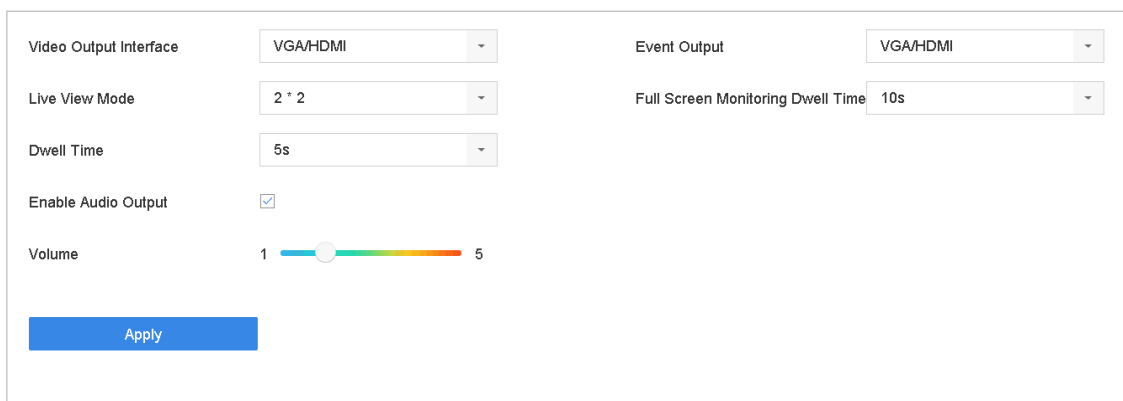 Video Output Interface VGA/HDMI Event Output VGA/HDMI
Live View Mode 2 * 2 Full Screen Monitoring Dwell Time 10s
Dwell Time 5s
Enable Audio Output
Volume 1 5
Apply